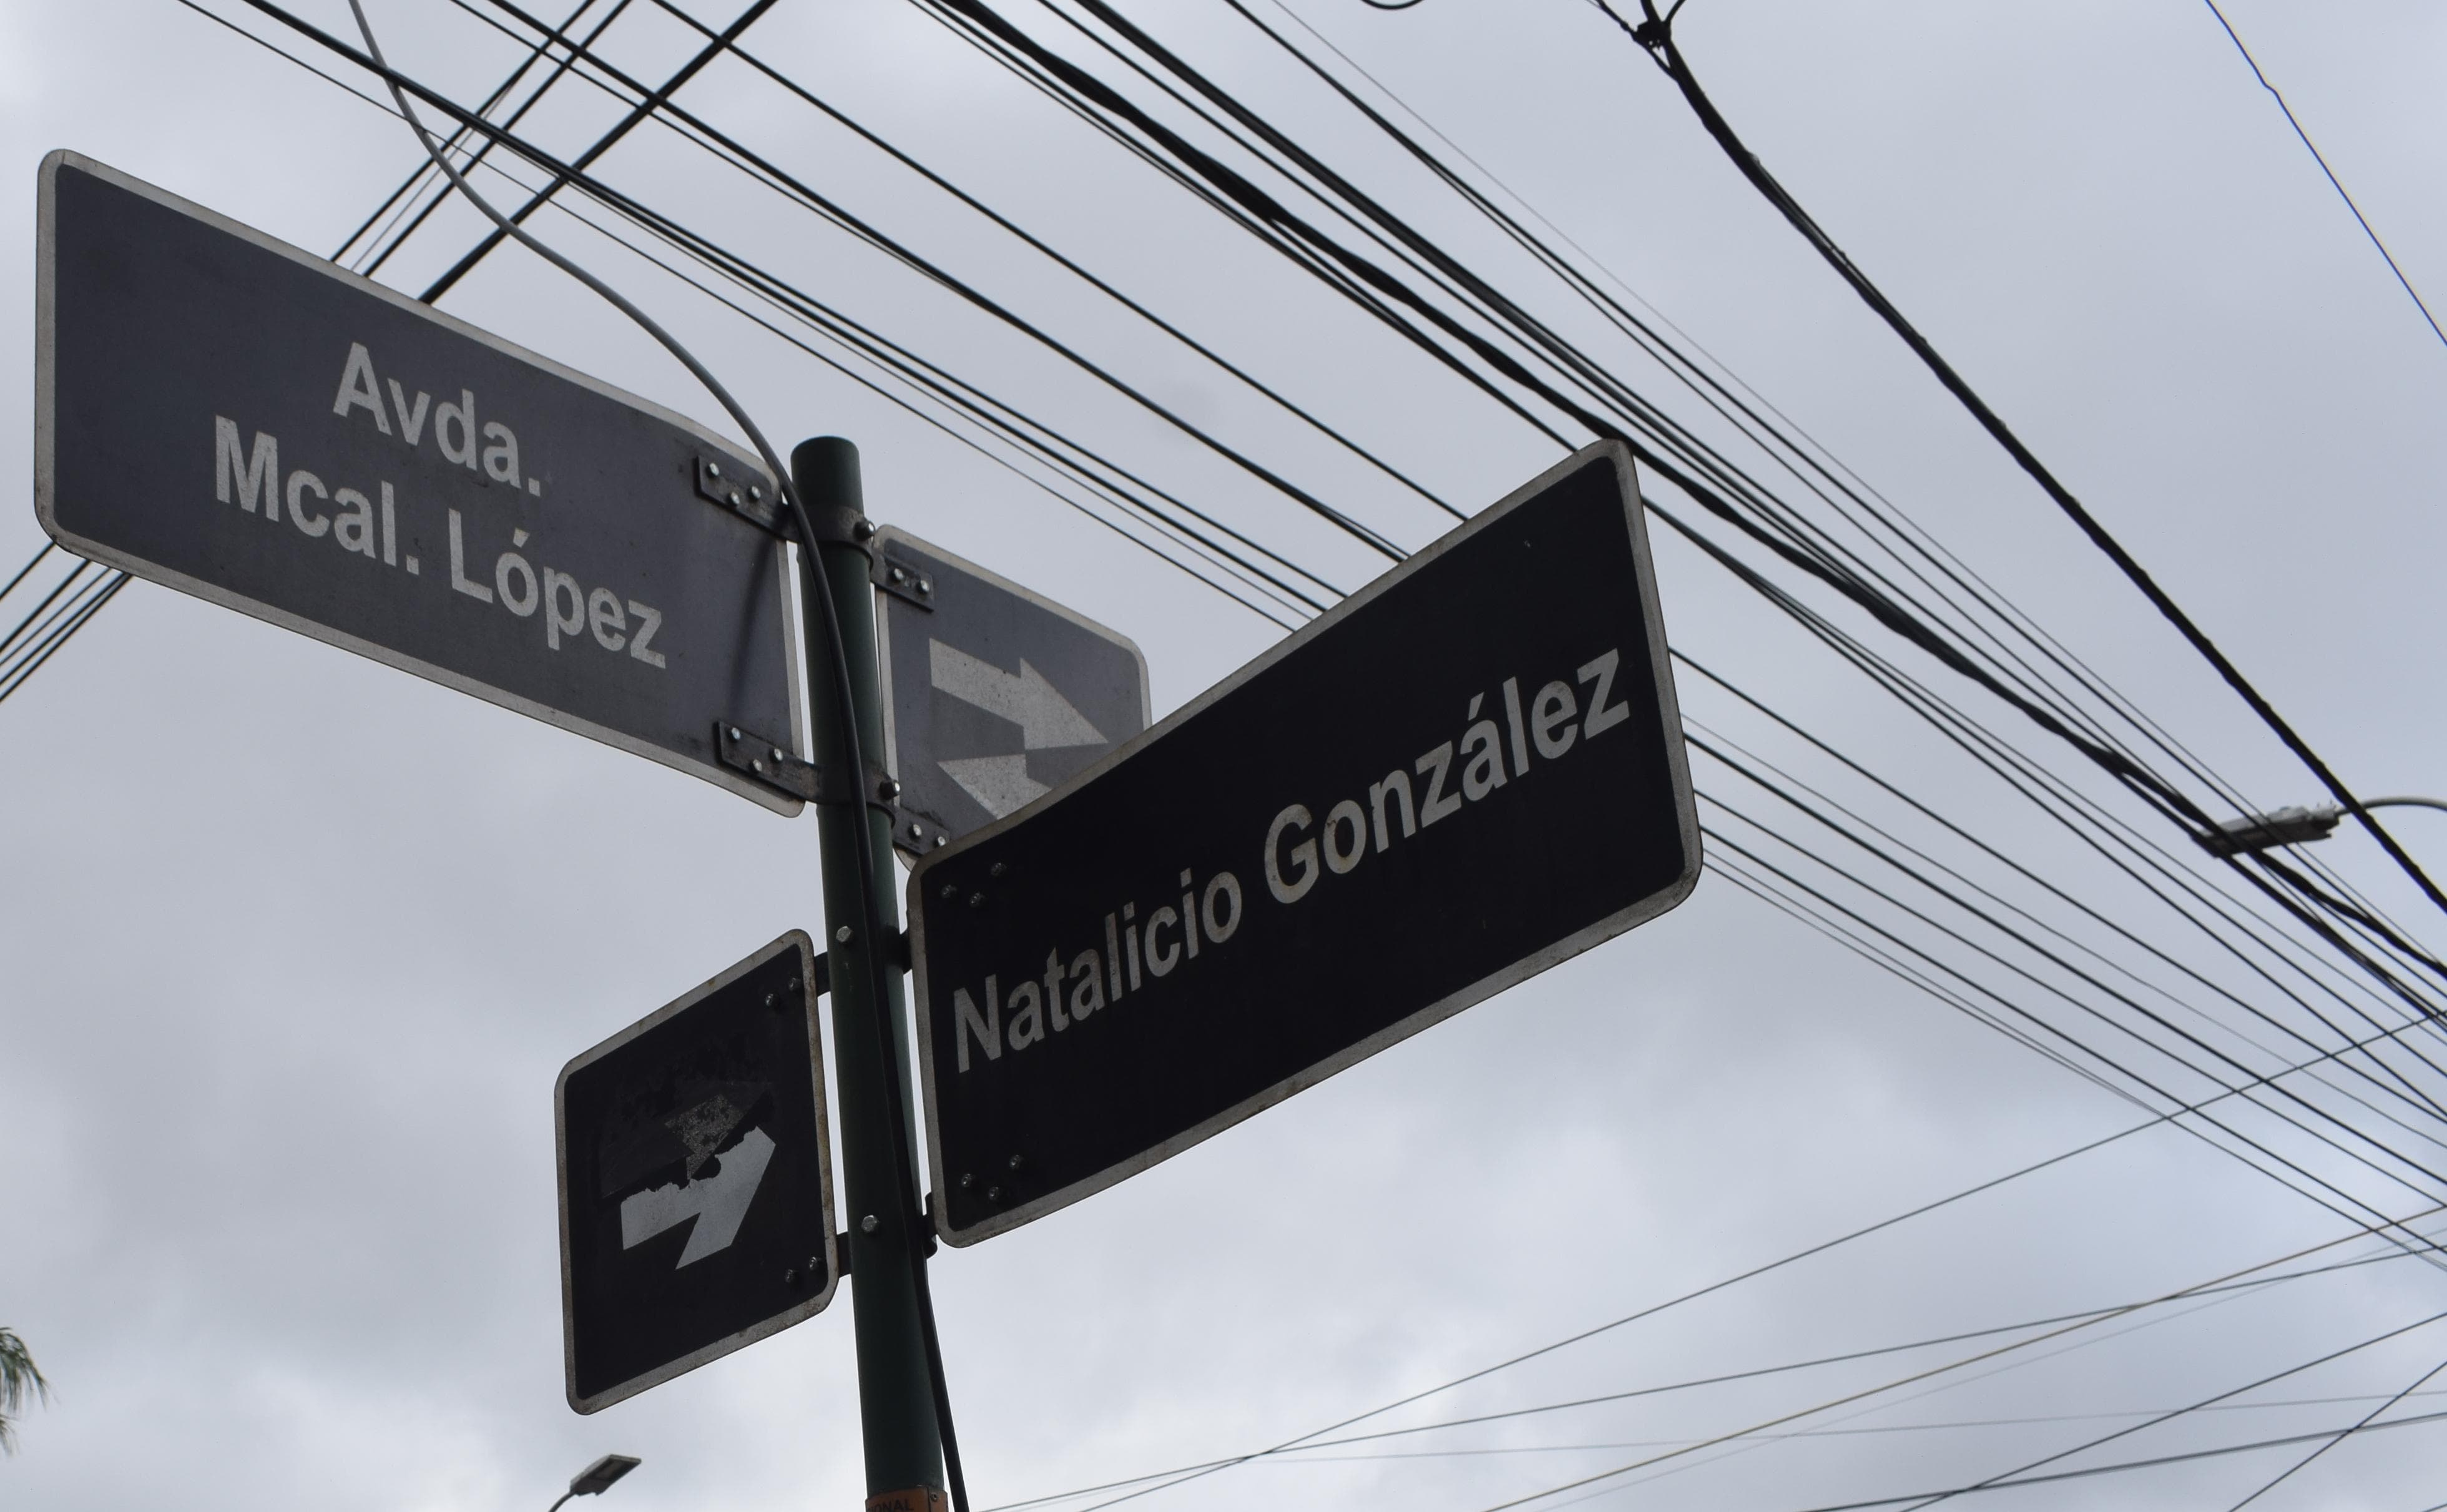 Avda.
Mcal. López
Natalicio González